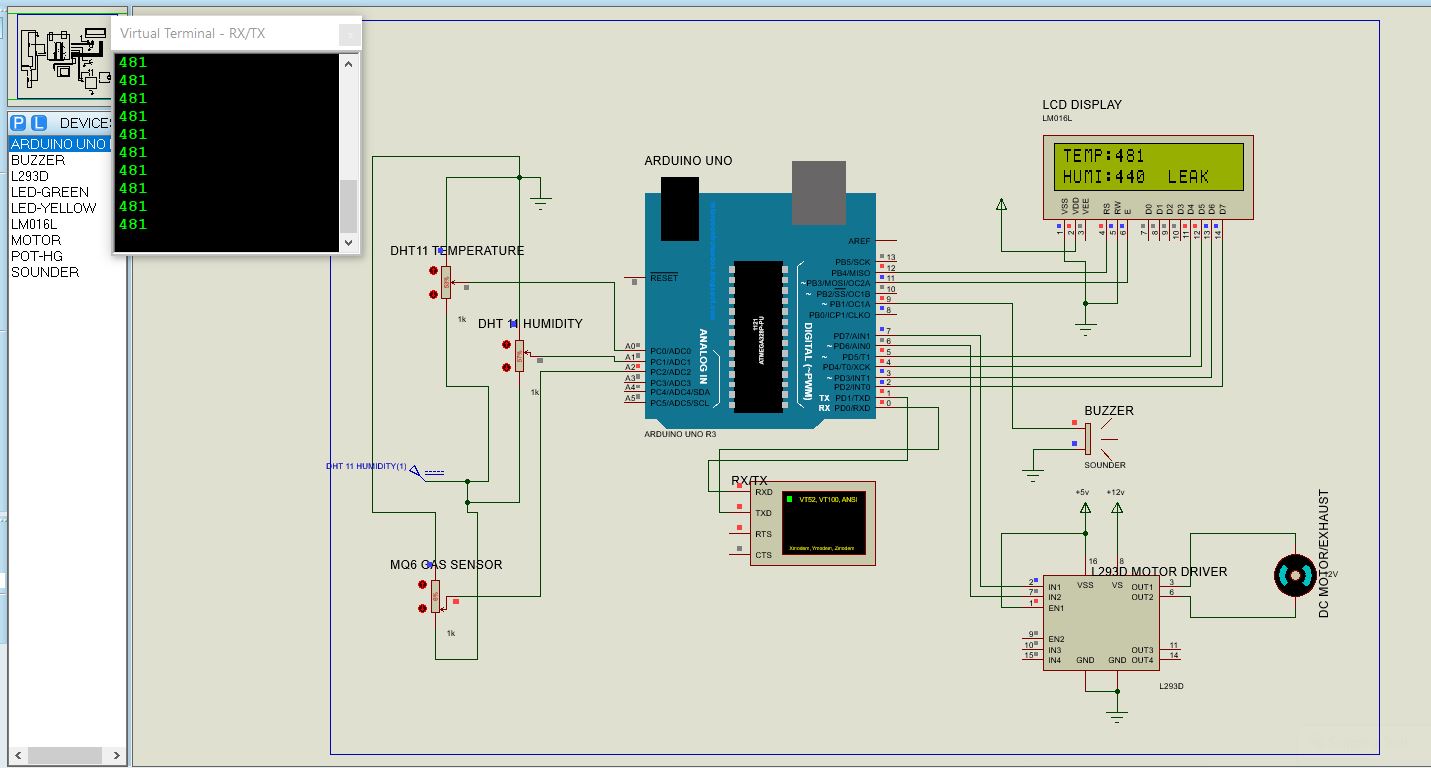 Virtual Terminal - RX/TX
481
481
481
481
481
481
481
481
481
481
P L DEVICES
ARDUINO UNO
BUZZER
L293D
LED-GREEN
LED-YELLOW
LM016L
MOTOR
POT-HG
SOUNDER
LCD DISPLAY
LM016L
TEMP:481
HUMI:440 LEAK
VSS VDD VEE RS RW E D0 D1 D2 D3 D4 D5 D6 D7
1 2 3 4 5 6 7 8 9 10 11 12 13 14
ARDUINO UNO
AREF
RESET
PB5/SCK 13
PB4/MISO 12
~PB3/MOSI/OC2A 11
~ PB2/SS/OC1B 10
~ PB1/OC1A 9
PB0/ICP1/CLKO 8
PD7/AIN1 7
~ PD6/AIN0 6
~ PD5/T1 5
PD4/T0/XCK 4
~ PD3/INT1 3
PD2/INT0 2
TX PD1/TXD 1
RX PD0/RXD 0
DIGITAL (~PWM)
ANALOG IN
1121
ATMEGA328P-PU
A0 PC0/ADC0
A1 PC1/ADC1
A2 PC2/ADC2
A3 PC3/ADC3
A4 PC4/ADC4/SDA
A5 PC5/ADC5/SCL
ARDUINO UNO R3
DHT11 TEMPERATURE
1k
DHT 11 HUMIDITY
1k
DHT 11 HUMIDITY(1)
MQ6 GAS SENSOR
1k
RX/TX
RXD
TXD
RTS
CTS
VT52, VT100, ANSI
Xmodem, Ymodem, Zmodem
BUZZER
SOUNDER
+5v +12v
L293D MOTOR DRIVER
16 8
VSS VS
2 IN1
7 IN2
1 EN1
9 EN2
10 IN3
15 IN4
OUT1 3
OUT2 6
OUT3 11
OUT4 14
GND GND
L293D
DC MOTOR/EXHAUST
12V